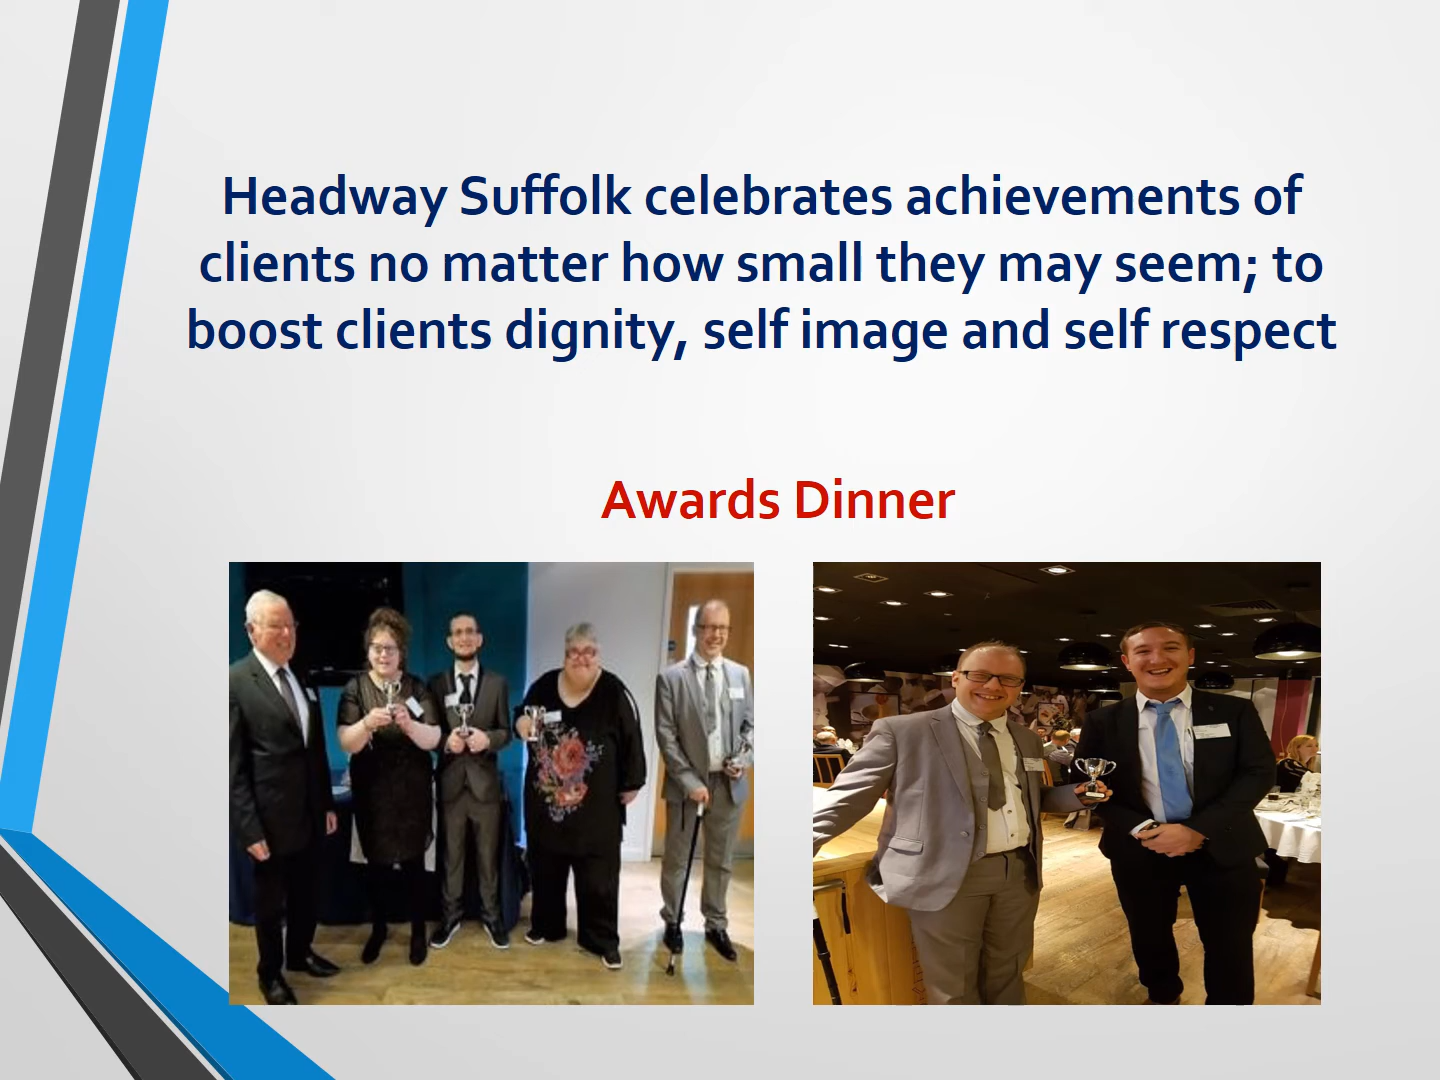 Headway Suffolk celebrates achievements of
clients no matter how small they may seem; to
boost clients dignity, self image and self respect
Awards Dinner